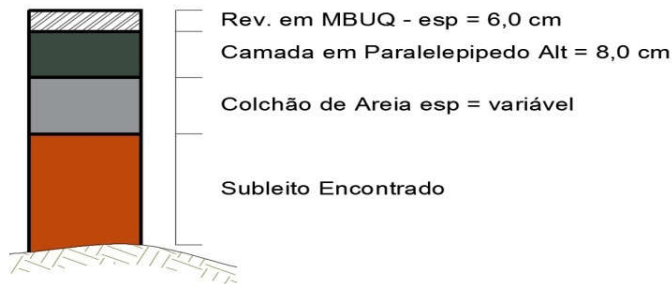 Rev. em MBUQ - esp = 6,0 cm
Camada em Paralelepipedo Alt = 8,0 cm
Colchão de Areia esp = variável
Subleito Encontrado